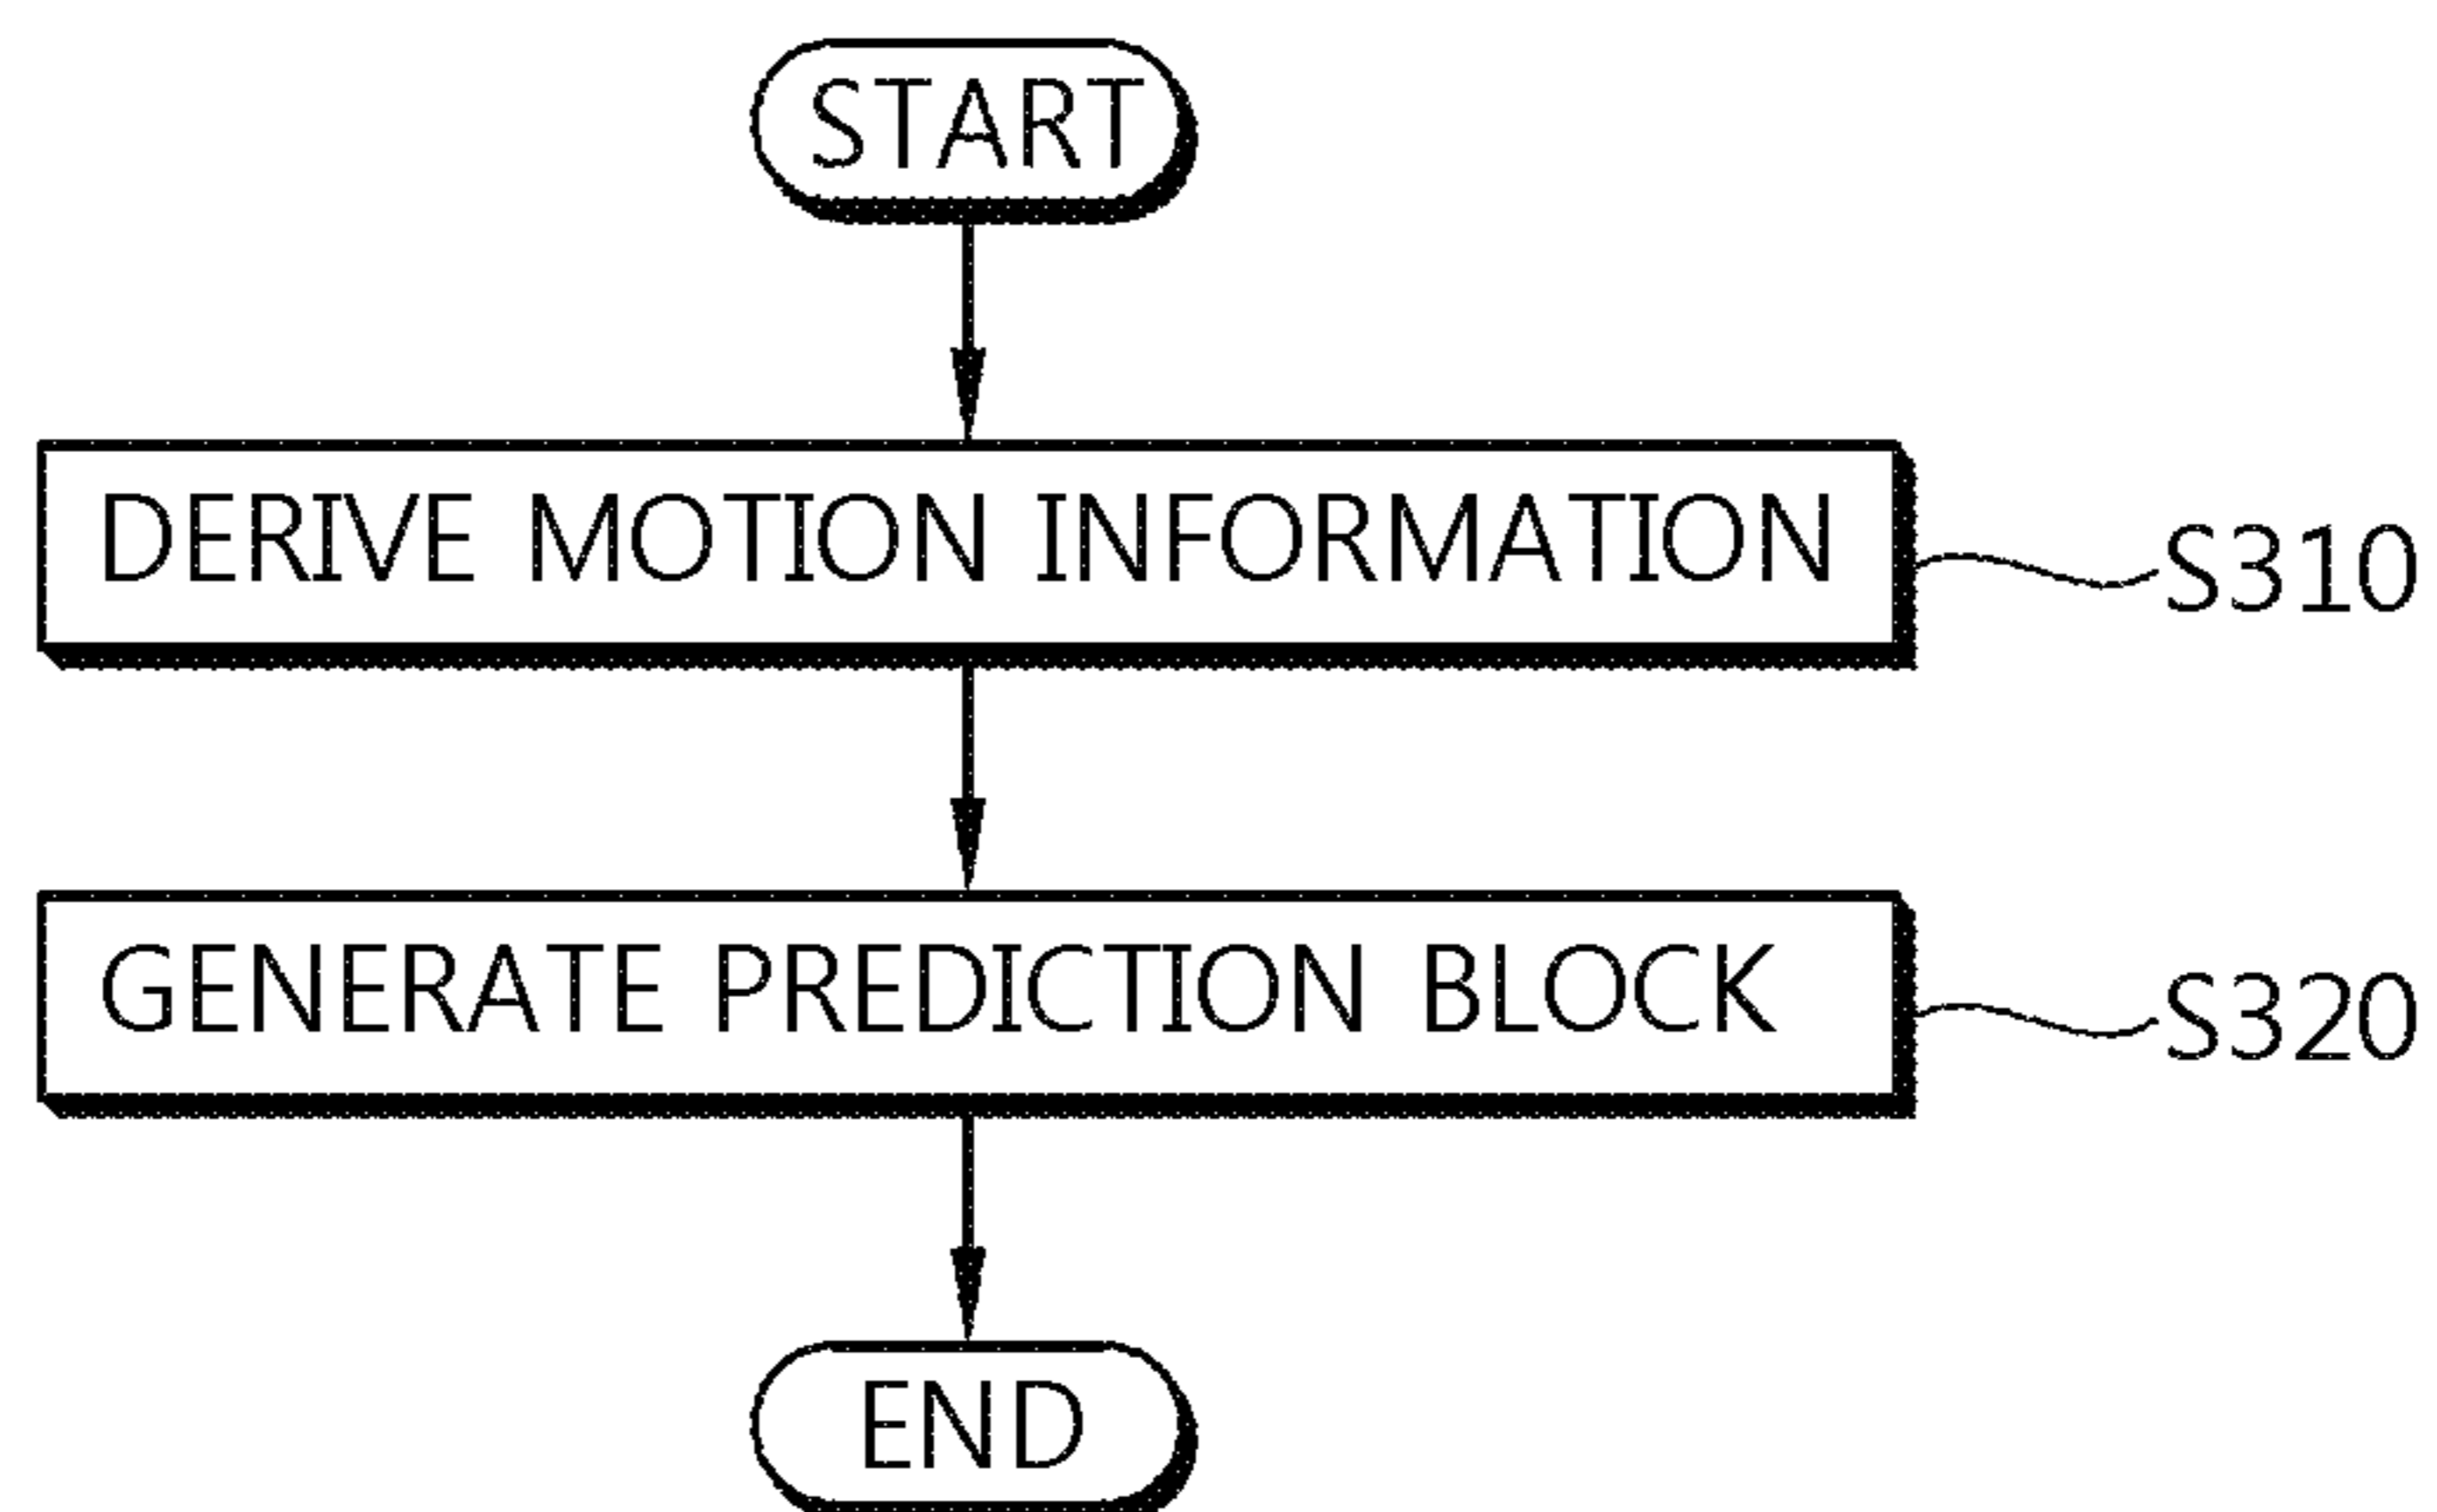 START
DERIVE MOTION INFORMATION
S310
GENERATE PREDICTION BLOCK
S320
END